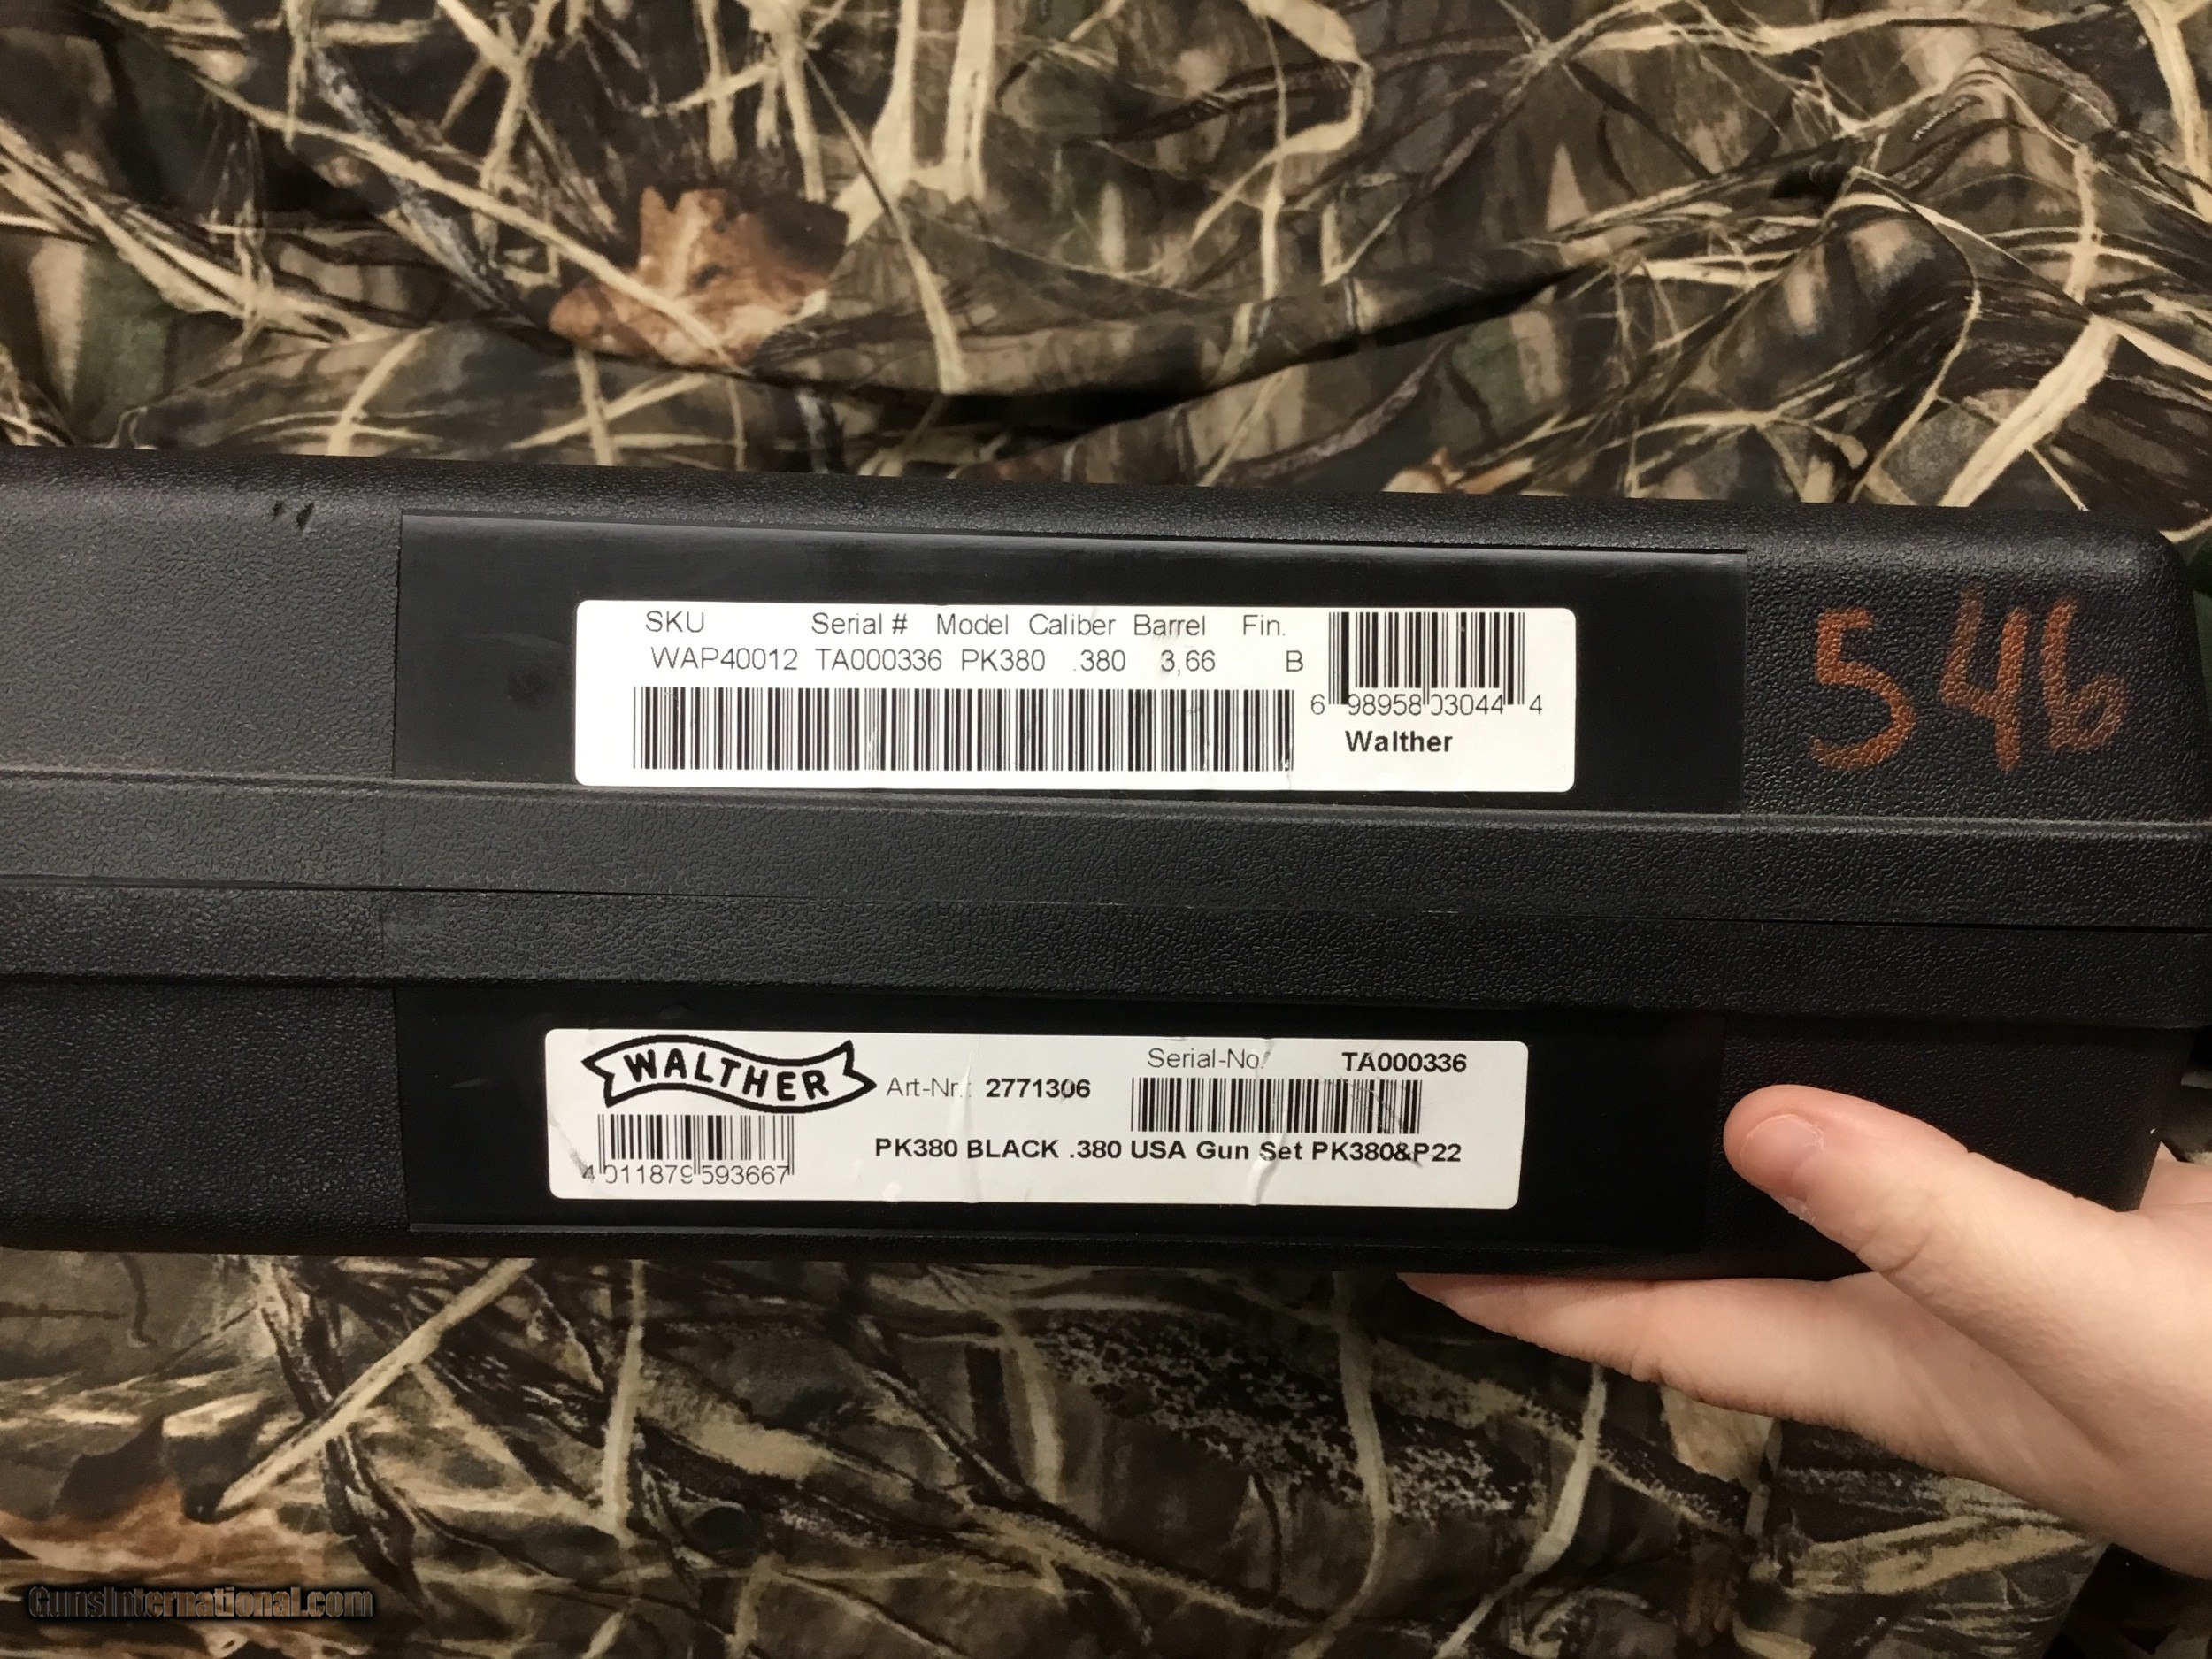 SKU Serial # Model Caliber Barrel Fin.
WAP40012 TA000336 PK380 .380 3,66 B
6 98958 03044 4
Walther
546
WALTHER
Art-Nr.: 2771306
Serial-No. TA000336
4 011879 593667
PK380 BLACK .380 USA Gun Set PK380&P22
GunsInternational.com